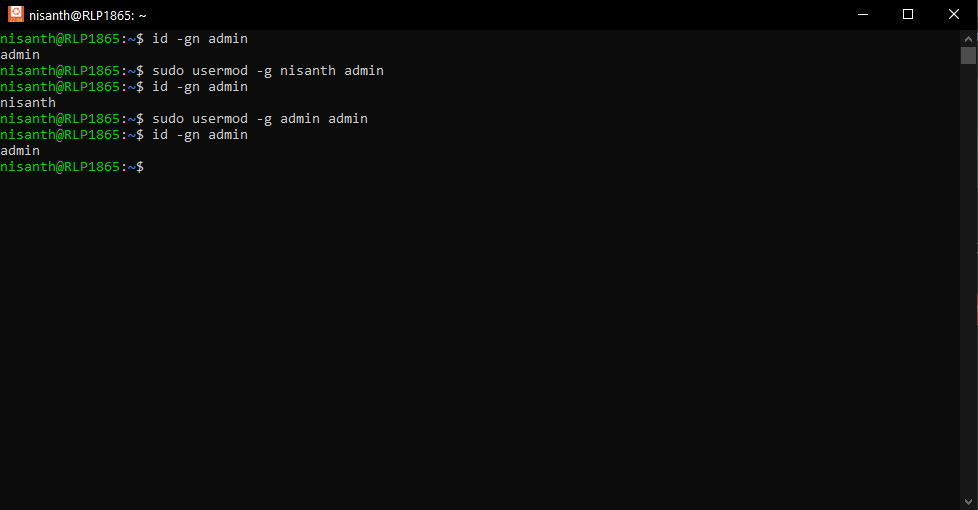 nisanth@RLP1865: ~
nisanth@RLP1865:~$ id -gn admin
admin
nisanth@RLP1865:~$ sudo usermod -g nisanth admin
nisanth@RLP1865:~$ id -gn admin
nisanth
nisanth@RLP1865:~$ sudo usermod -g admin admin
nisanth@RLP1865:~$ id -gn admin
admin
nisanth@RLP1865:~$